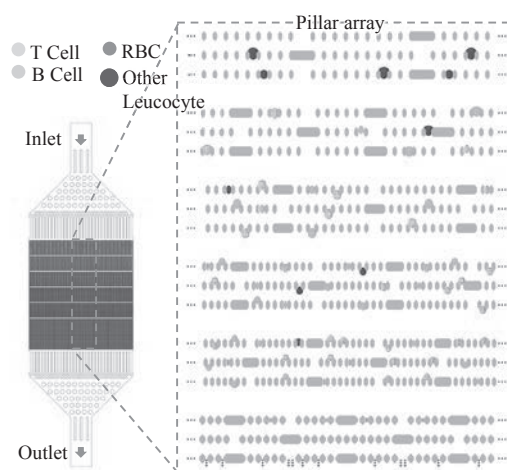 Pillar array
T Cell
RBC
B Cell
Other
Leucocyte
Inlet
Outlet